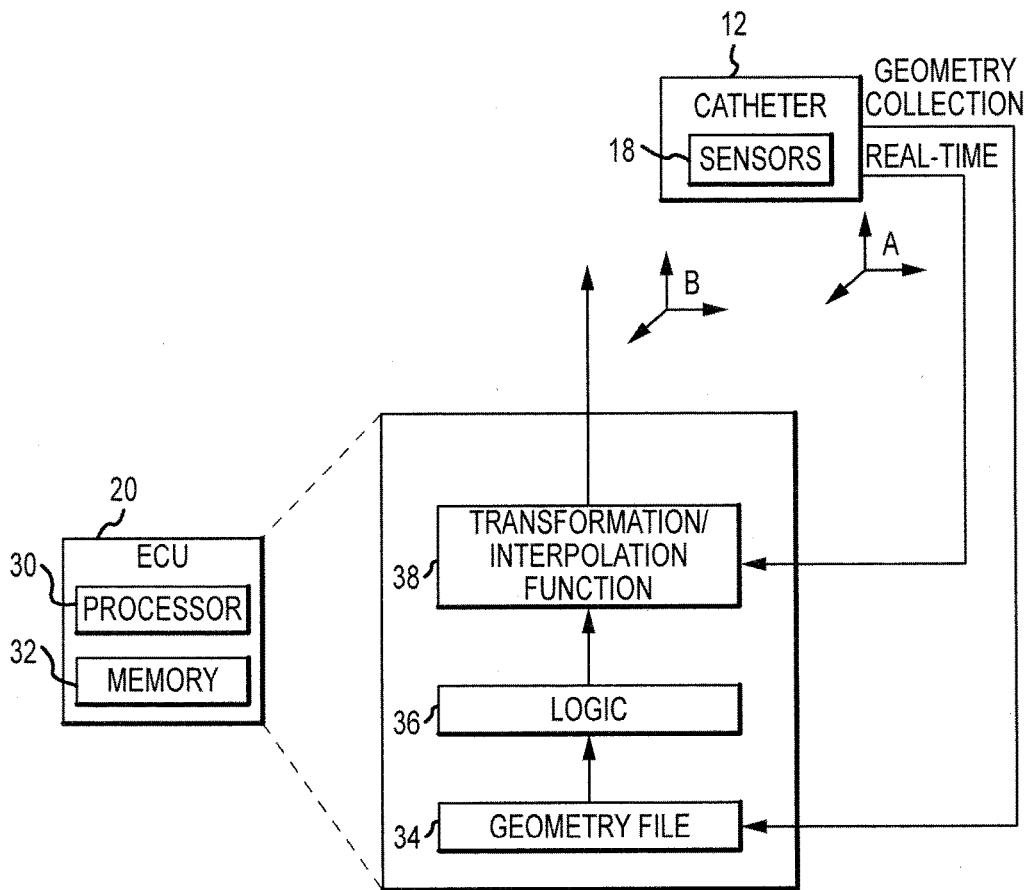 12
CATHETER
18
SENSORS
GEOMETRY
COLLECTION
REAL-TIME
A
B
20
ECU
30
PROCESSOR
32
MEMORY
TRANSFORMATION/
INTERPOLATION
FUNCTION
38
LOGIC
36
GEOMETRY FILE
34